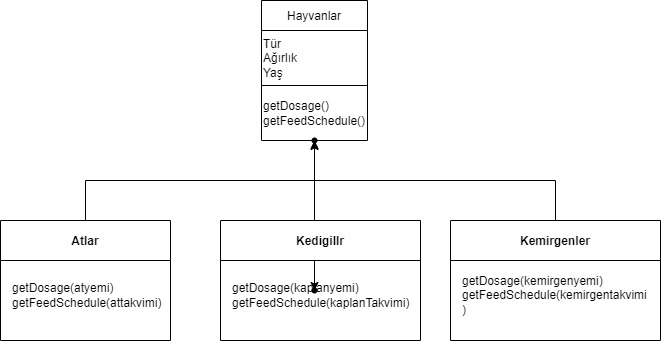 Hayvanlar
Tür
Ağırlık
Yaş
getDosage()
getFeedSchedule()
Atlar
getDosage(atyemi)
getFeedSchedule(attakvimi)
Kedigillr
getDosage(kaplanyemi)
getFeedSchedule(kaplanTakvimi)
Kemirgenler
getDosage(kemirgenyemi)
getFeedSchedule(kemirgentakvimi
)